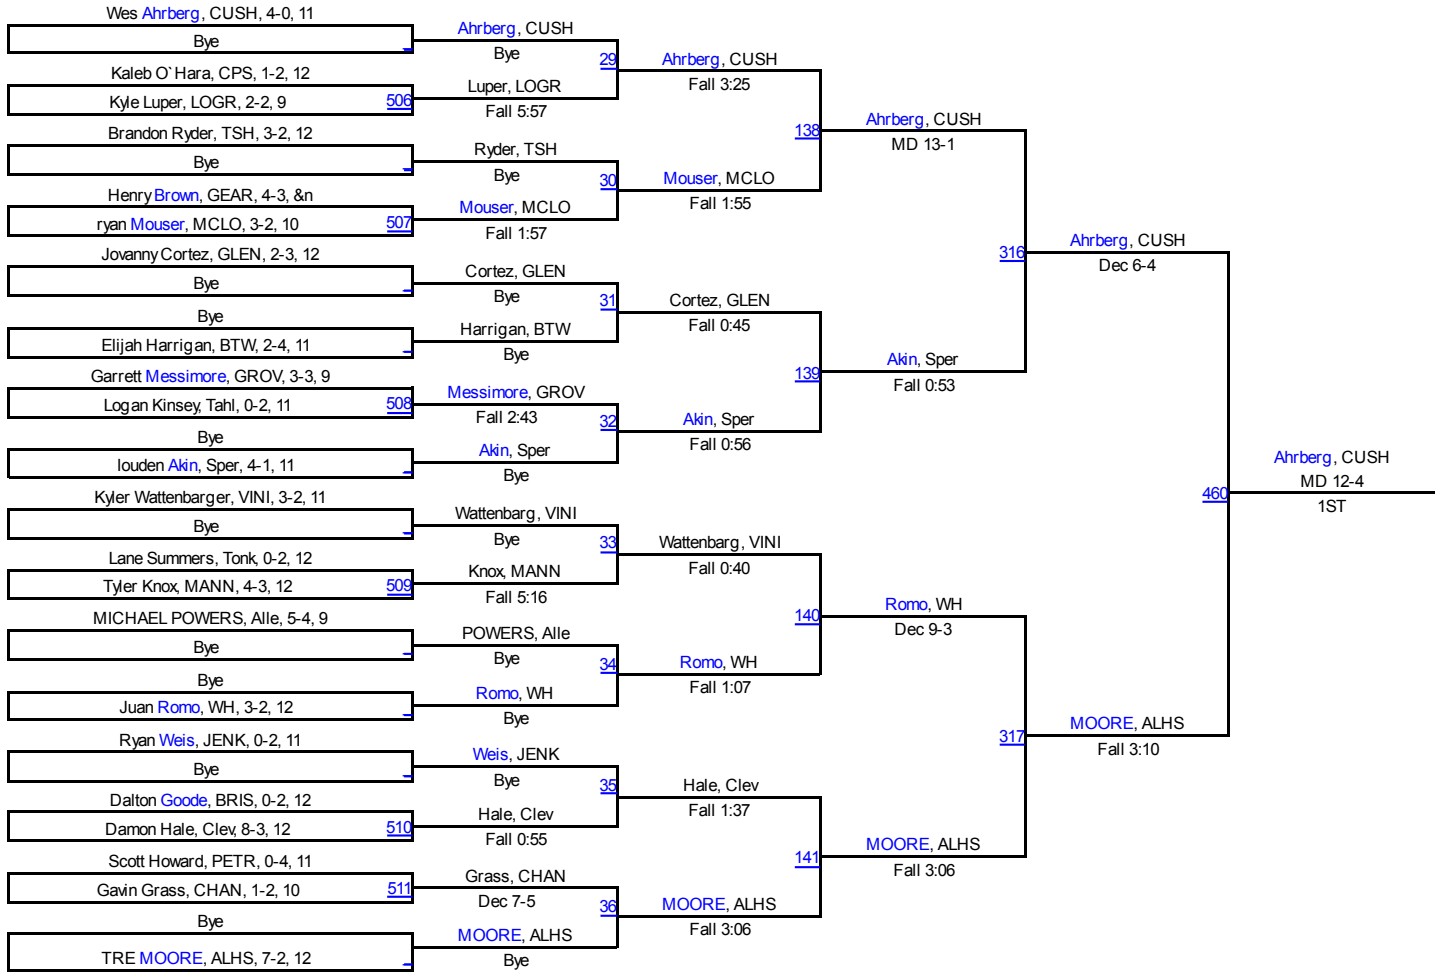 Wes Ahrberg, CUSH, 4-0, 11
Bye
Kaleb O`Hara, CPS, 1-2, 12
Kyle Luper, LOGR, 2-2, 9
506
Brandon Ryder, TSH, 3-2, 12
Bye
Henry Brown, GEAR, 4-3, &n
ryan Mouser, MCLO, 3-2, 10
507
Jovanny Cortez, GLEN, 2-3, 12
Bye
Bye
Elijah Harrigan, BTW, 2-4, 11
Garrett Messimore, GROV, 3-3, 9
Logan Kinsey, Tahl, 0-2, 11
508
Bye
louden Akin, Sper, 4-1, 11
Kyler Wattenbarger, VINI, 3-2, 11
Bye
Lane Summers, Tonk, 0-2, 12
Tyler Knox, MANN, 4-3, 12
509
MICHAEL POWERS, Alle, 5-4, 9
Bye
Bye
Juan Romo, WH, 3-2, 12
Ryan Weis, JENK, 0-2, 11
Bye
Dalton Goode, BRIS, 0-2, 12
Damon Hale, Clev, 8-3, 12
510
Scott Howard, PETR, 0-4, 11
Gavin Grass, CHAN, 1-2, 10
511
Bye
TRE MOORE, ALHS, 7-2, 12
Ahrberg, CUSH
Bye
29
Luper, LOGR
Fall 5:57
Ryder, TSH
Bye
30
Mouser, MCLO
Fall 1:57
Cortez, GLEN
Bye
31
Harrigan, BTW
Bye
Messimore, GROV
Fall 2:43
32
Akin, Sper
Bye
Wattenbarg, VINI
Bye
33
Knox, MANN
Fall 5:16
POWERS, Alle
Bye
34
Romo, WH
Bye
Weis, JENK
Bye
35
Hale, Clev
Fall 0:55
Grass, CHAN
Dec 7-5
36
MOORE, ALHS
Bye
Ahrberg, CUSH
Fall 3:25
138
Mouser, MCLO
Fall 1:55
Cortez, GLEN
Fall 0:45
139
Akin, Sper
Fall 0:56
Wattenbarg, VINI
Fall 0:40
140
Romo, WH
Fall 1:07
Hale, Clev
Fall 1:37
141
MOORE, ALHS
Fall 3:06
Ahrberg, CUSH
MD 13-1
316
Akin, Sper
Fall 0:53
Romo, WH
Dec 9-3
317
MOORE, ALHS
Fall 3:06
Ahrberg, CUSH
Dec 6-4
460
MOORE, ALHS
Fall 3:10
Ahrberg, CUSH
MD 12-4
1ST